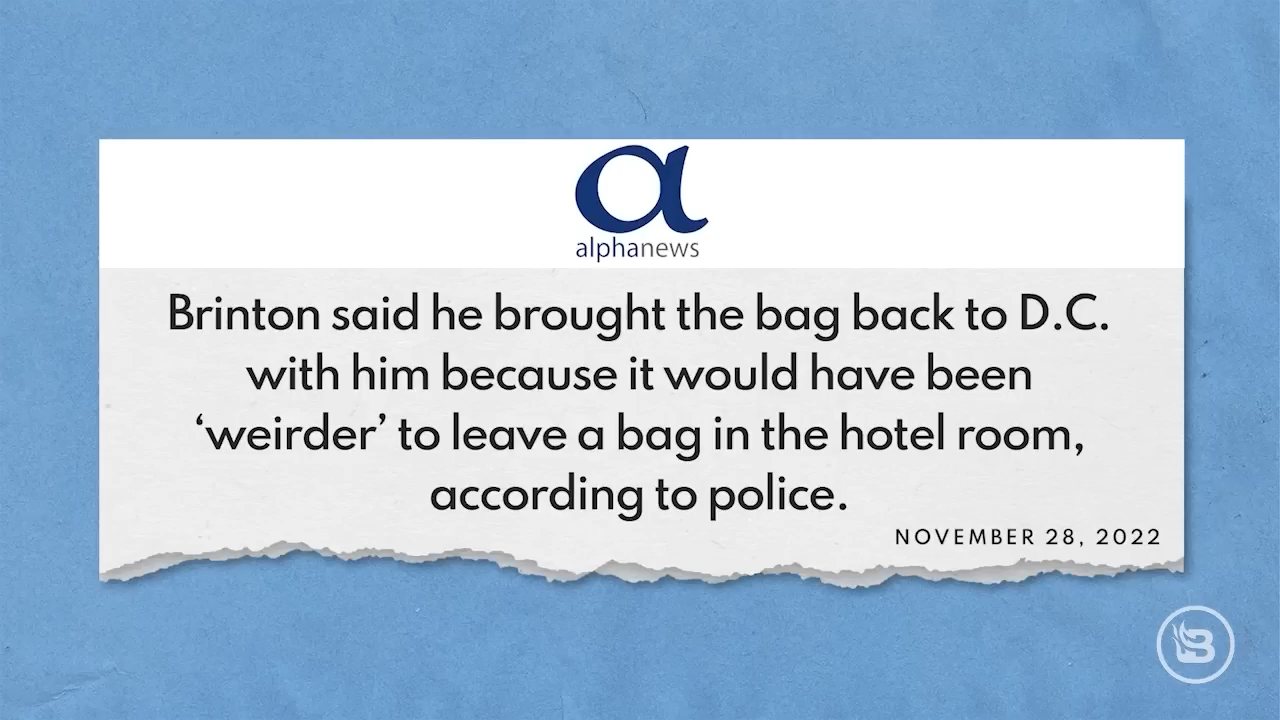 alphanews
Brinton said he brought the bag back to D.C.
with him because it would have been
‘weirder’ to leave a bag in the hotel room,
according to police.
NOVEMBER 28, 2022